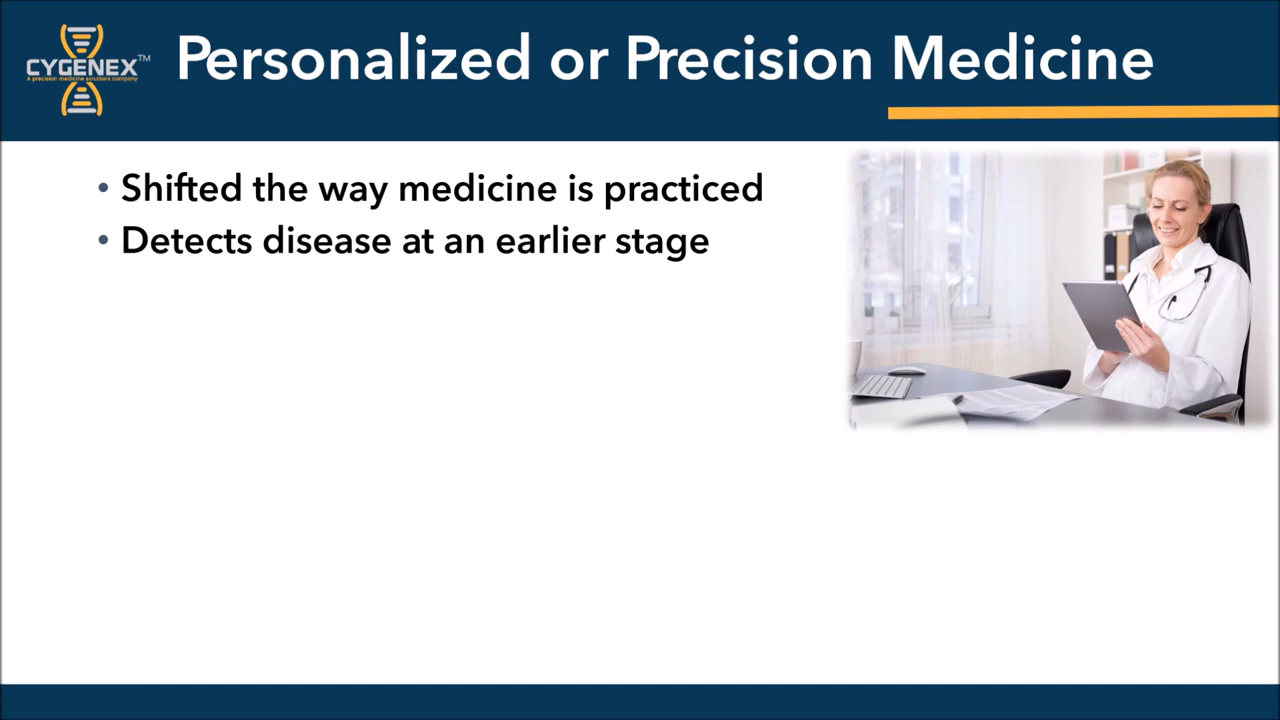 CYGENEX™
A precision medicine solutions company
Personalized or Precision Medicine
• Shifted the way medicine is practiced
• Detects disease at an earlier stage